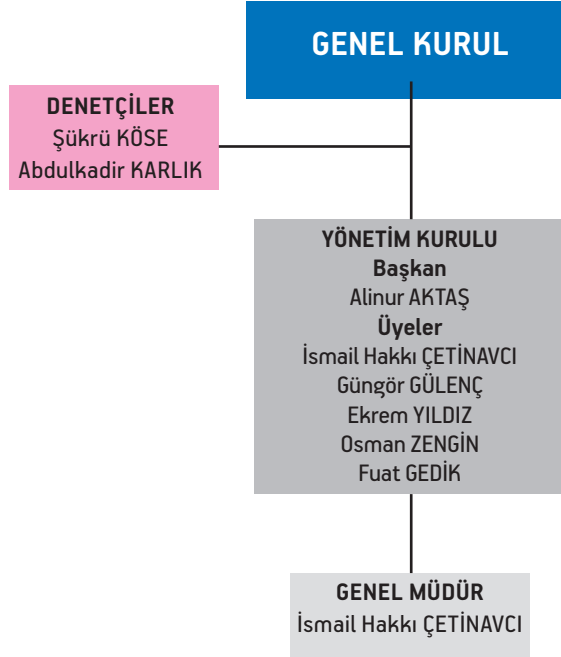 GENEL KURUL
DENETÇİLER
Şükrü KÖSE
Abdulkadir KARLIK
YÖNETİM KURULU
Başkan
Alinur AKTAŞ
Üyeler
İsmail Hakkı ÇETİNAVCI
Güngör GÜLENÇ
Ekrem YILDIZ
Osman ZENGİN
Fuat GEDİK
GENEL MÜDÜR
İsmail Hakkı ÇETİNAVCI